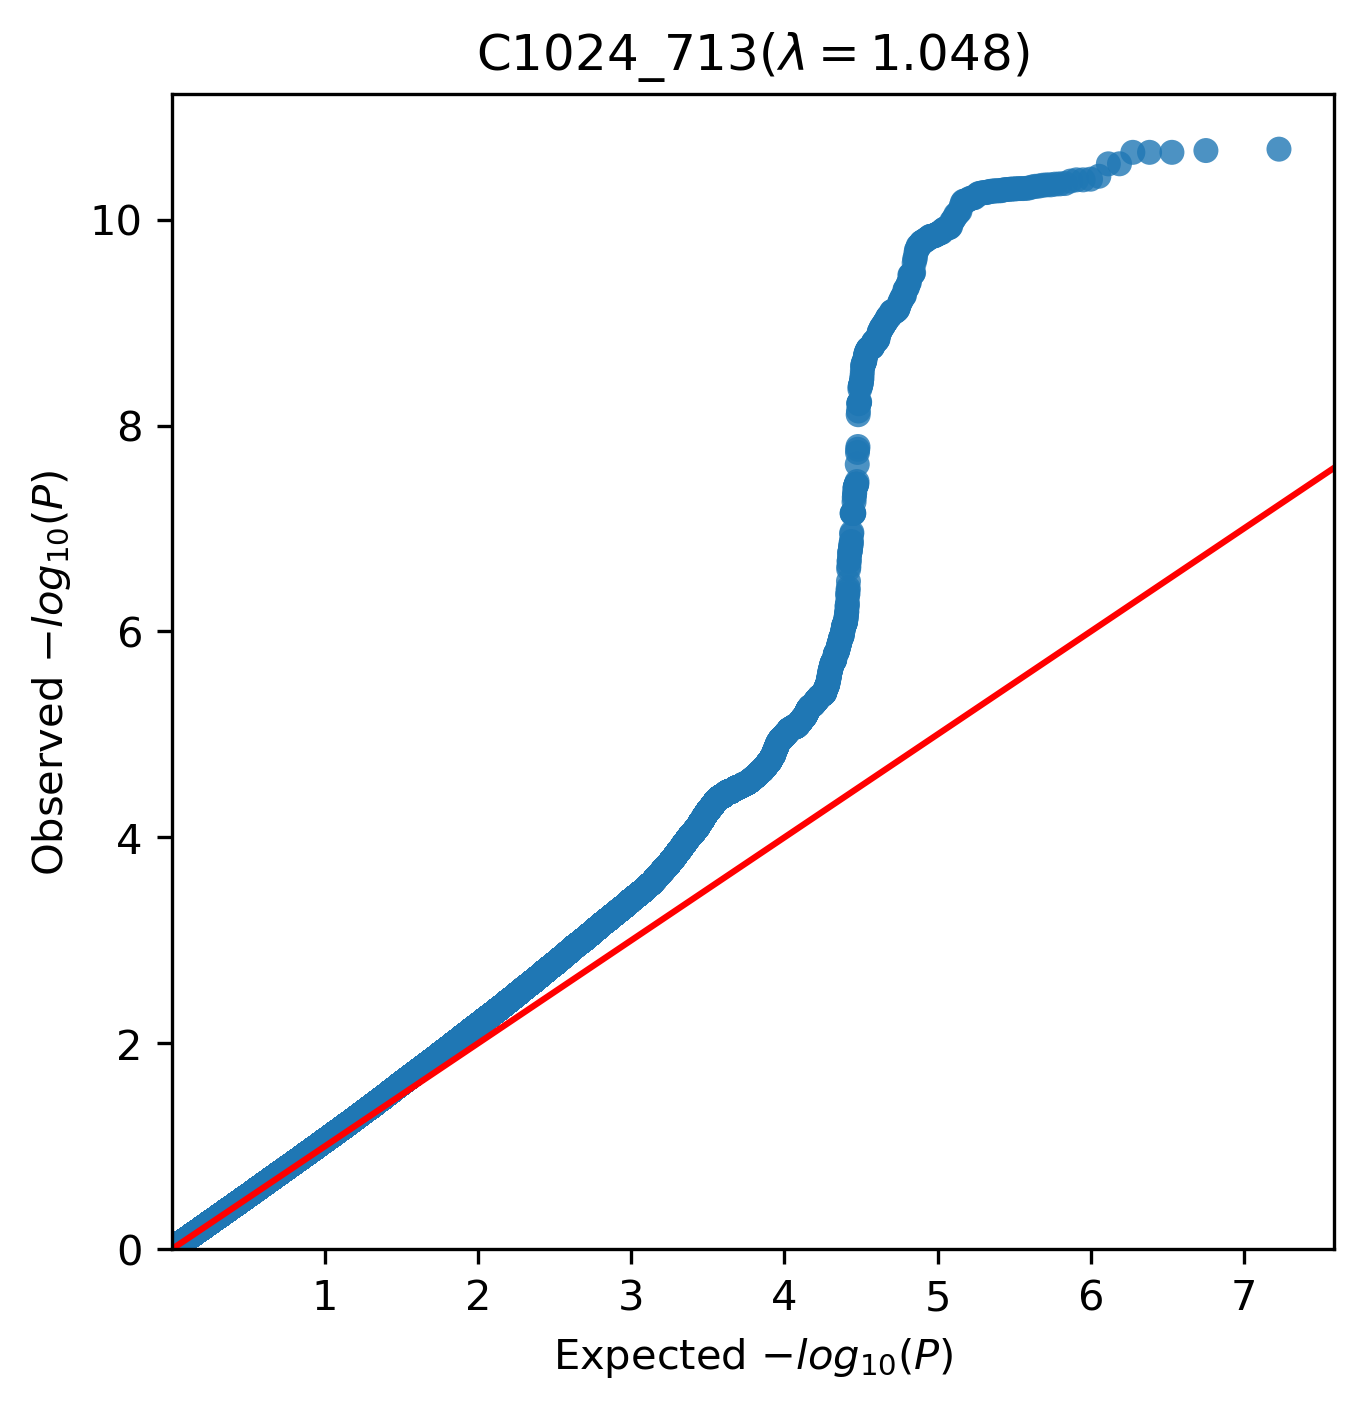 C1024_713(λ = 1.048)
Observed −log₁₀(P)
10
8
6
4
2
0
1 2 3 4 5 6 7
Expected −log₁₀(P)